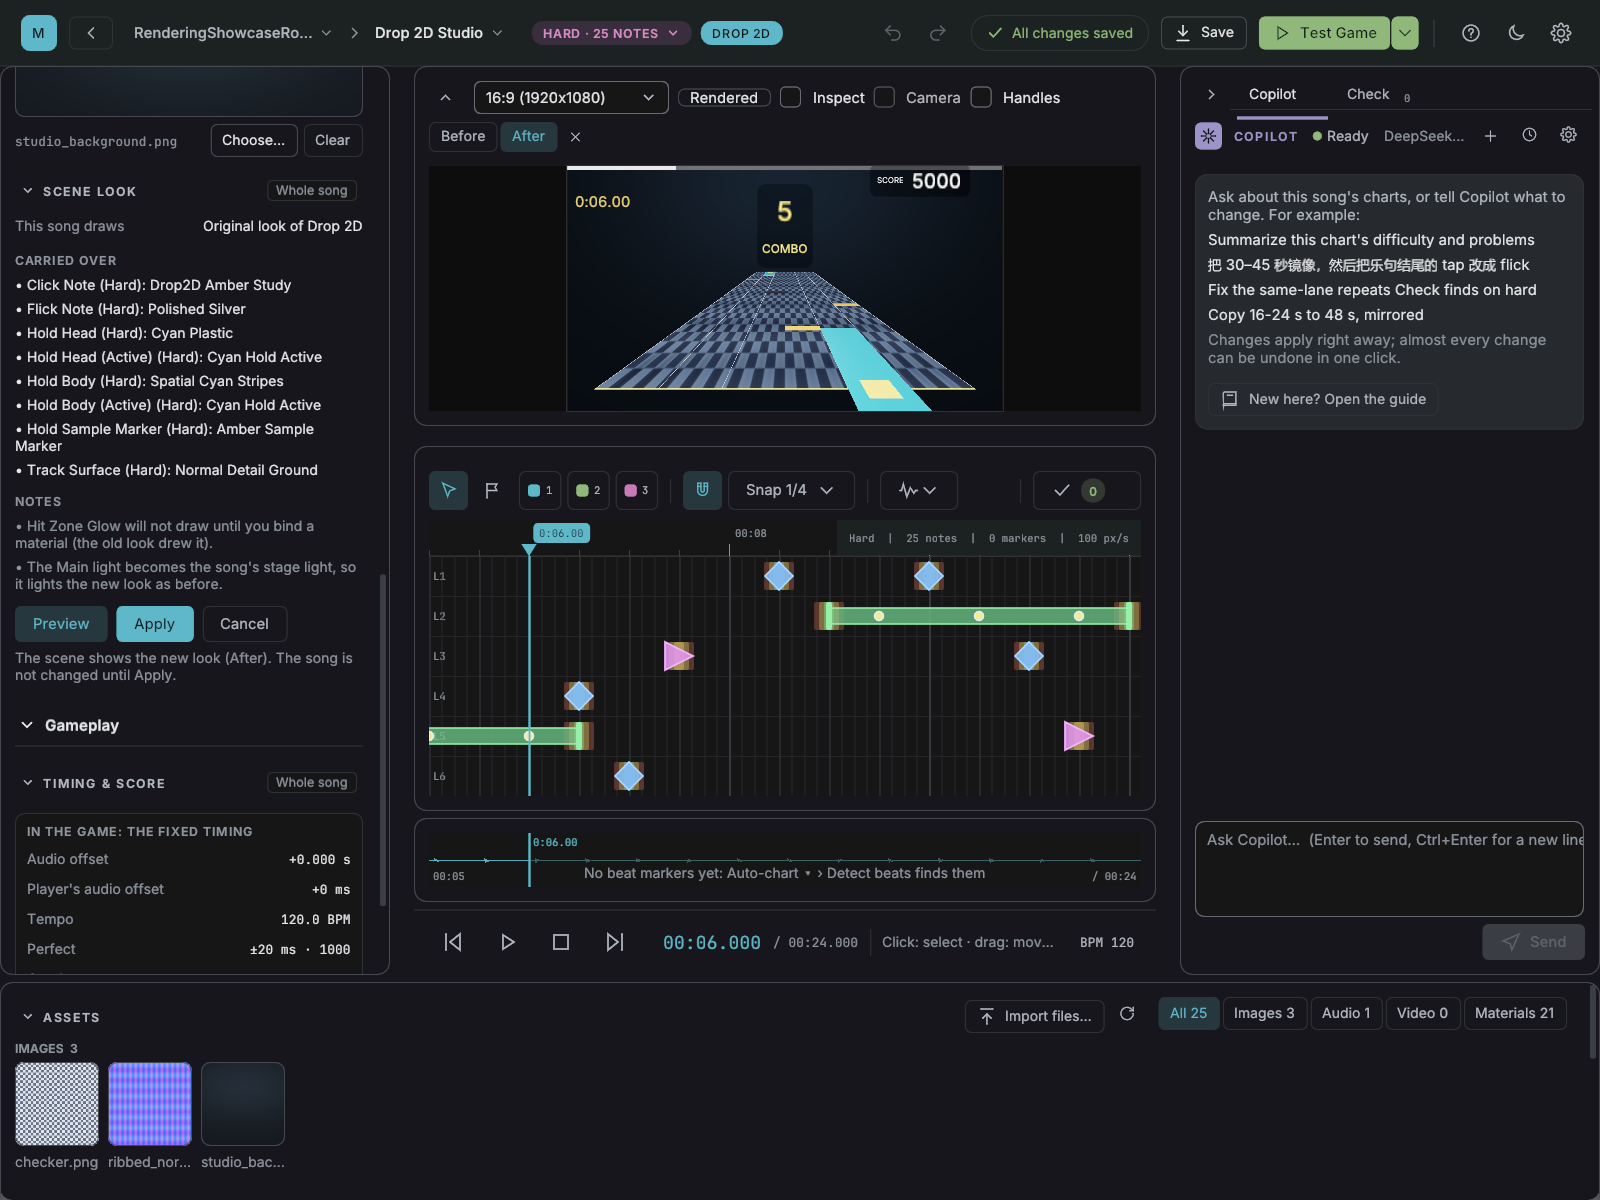 M
RenderingShowcaseRo...
Drop 2D Studio
HARD · 25 NOTES
DROP 2D
All changes saved
Save
Test Game
studio_background.png
Choose...
Clear
SCENE LOOK
Whole song
This song draws
Original look of Drop 2D
CARRIED OVER
• Click Note (Hard): Drop2D Amber Study
• Flick Note (Hard): Polished Silver
• Hold Head (Hard): Cyan Plastic
• Hold Head (Active) (Hard): Cyan Hold Active
• Hold Body (Hard): Spatial Cyan Stripes
• Hold Body (Active) (Hard): Cyan Hold Active
• Hold Sample Marker (Hard): Amber Sample
Marker
• Track Surface (Hard): Normal Detail Ground
NOTES
• Hit Zone Glow will not draw until you bind a
material (the old look drew it).
• The Main light becomes the song's stage light, so
it lights the new look as before.
Preview
Apply
Cancel
The scene shows the new look (After). The song is
not changed until Apply.
Gameplay
TIMING & SCORE
Whole song
IN THE GAME: THE FIXED TIMING
Audio offset
+0.000 s
Player's audio offset
+0 ms
Tempo
120.0 BPM
Perfect
±20 ms · 1000
16:9 (1920x1080)
Rendered
Inspect
Camera
Handles
Before
After
0:06.00
5
COMBO
SCORE 5000
1
2
3
Snap 1/4
0
0:06.00
00:08
Hard | 25 notes | 0 markers | 100 px/s
L1
L2
L3
L4
L5
L6
0:06.00
00:05
No beat markers yet: Auto-chart ▾ › Detect beats finds them
/ 00:24
00:06.000 / 00:24.000
Click: select · drag: mov...
BPM 120
Copilot
Check 0
COPILOT
Ready
DeepSeek...
Ask about this song's charts, or tell Copilot what to
change. For example:
Summarize this chart's difficulty and problems
把 30–45 秒镜像，然后把乐句结尾的 tap 改成 flick
Fix the same-lane repeats Check finds on hard
Copy 16-24 s to 48 s, mirrored
Changes apply right away; almost every change
can be undone in one click.
New here? Open the guide
Ask Copilot... (Enter to send, Ctrl+Enter for a new line
Send
ASSETS
Import files...
All 25
Images 3
Audio 1
Video 0
Materials 21
IMAGES 3
checker.png
ribbed_nor...
studio_bac...